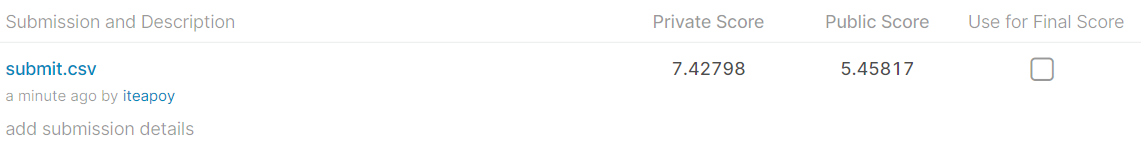 Submission and Description Private Score Public Score Use for Final Score
submit.csv 7.42798 5.45817
a minute ago by iteapoy
add submission details